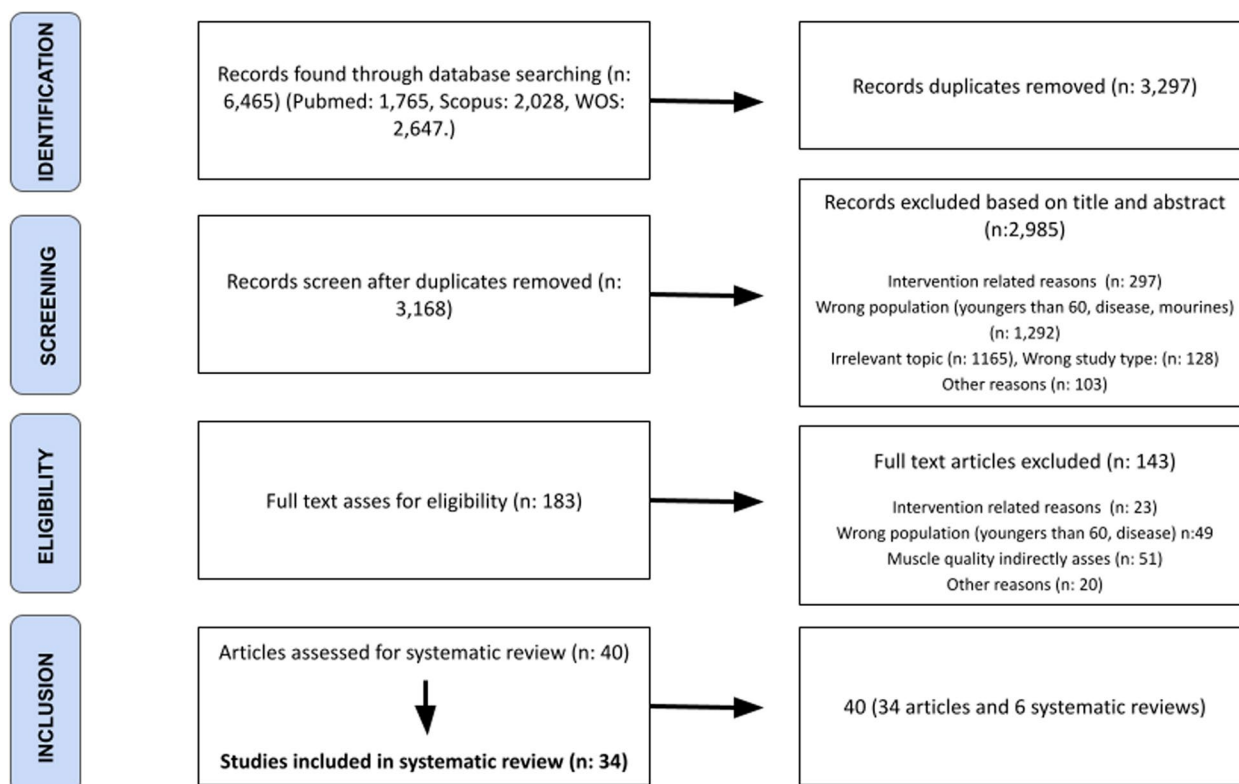 IDENTIFICATION
Records found through database searching (n:
6,465) (Pubmed: 1,765, Scopus: 2,028, WOS:
2,647.)
Records duplicates removed (n: 3,297)
SCREENING
Records screen after duplicates removed (n:
3,168)
Records excluded based on title and abstract
(n:2,985)
Intervention related reasons (n: 297)
Wrong population (youngers than 60, disease, mourines)
(n: 1,292)
Irrelevant topic (n: 1165), Wrong study type: (n: 128)
Other reasons (n: 103)
ELIGIBILITY
Full text asses for eligibility (n: 183)
Full text articles excluded (n: 143)
Intervention related reasons (n: 23)
Wrong population (youngers than 60, disease) n:49
Muscle quality indirectly asses (n: 51)
Other reasons (n: 20)
INCLUSION
Articles assessed for systematic review (n: 40)
Studies included in systematic review (n: 34)
40 (34 articles and 6 systematic reviews)